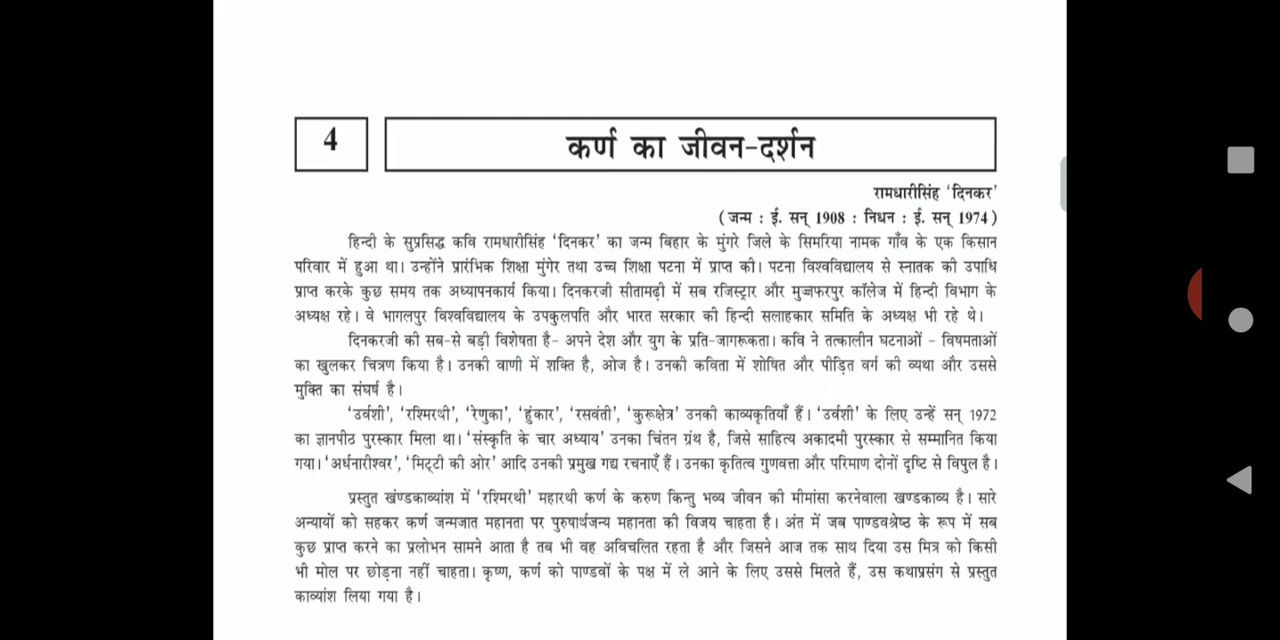 4
कर्ण का जीवन-दर्शन
रामधारीसिंह 'दिनकर'
(जन्म : ई. सन् 1908 : निधन : ई. सन् 1974)
हिन्दी के सुप्रसिद्ध कवि रामधारीसिंह 'दिनकर' का जन्म बिहार के मुंगरे जिले के सिमरिया नामक गाँव के एक किसान
परिवार में हुआ था। उन्होंने प्रारंभिक शिक्षा मुंगेर तथा उच्च शिक्षा पटना में प्राप्त की। पटना विश्वविद्यालय से स्नातक की उपाधि
प्राप्त करके कुछ समय तक अध्यापनकार्य किया। दिनकरजी सीतामढ़ी में सब रजिस्ट्रार और मुज्जफरपुर कॉलेज में हिन्दी विभाग के
अध्यक्ष रहे। वे भागलपुर विश्वविद्यालय के उपकुलपति और भारत सरकार की हिन्दी सलाहकार समिति के अध्यक्ष भी रहे थे।
दिनकरजी की सब-से बड़ी विशेषता है- अपने देश और युग के प्रति-जागरूकता। कवि ने तत्कालीन घटनाओं - विषमताओं
का खुलकर चित्रण किया है। उनकी वाणी में शक्ति है, ओज है। उनकी कविता में शोषित और पीड़ित वर्ग की व्यथा और उससे
मुक्ति का संघर्ष है।
'उर्वशी', 'रश्मिरथी', 'रेणुका', 'हुंकार', 'रसवंती', 'कुरूक्षेत्र' उनकी काव्यकृतियाँ हैं। 'उर्वशी' के लिए उन्हें सन् 1972
का ज्ञानपीठ पुरस्कार मिला था। 'संस्कृति के चार अध्याय' उनका चिंतन ग्रंथ है, जिसे साहित्य अकादमी पुरस्कार से सम्मानित किया
गया। 'अर्धनारीश्वर', 'मिट्टी की ओर' आदि उनकी प्रमुख गद्य रचनाएँ हैं। उनका कृतित्व गुणवत्ता और परिमाण दोनों दृष्टि से विपुल है।
प्रस्तुत खंण्डकाव्यांश में 'रश्मिरथी' महारथी कर्ण के करुण किन्तु भव्य जीवन की मीमांसा करनेवाला खण्डकाव्य है। सारे
अन्यायों को सहकर कर्ण जन्मजात महानता पर पुरुषार्थजन्य महानता की विजय चाहता है। अंत में जब पाण्डवश्रेष्ठ के रूप में सब
कुछ प्राप्त करने का प्रलोभन सामने आता है तब भी वह अविचलित रहता है और जिसने आज तक साथ दिया उस मित्र को किसी
भी मोल पर छोड़ना नहीं चाहता। कृष्ण, कर्ण को पाण्डवों के पक्ष में ले आने के लिए उससे मिलते हैं, उस कथाप्रसंग से प्रस्तुत
काव्यांश लिया गया है।